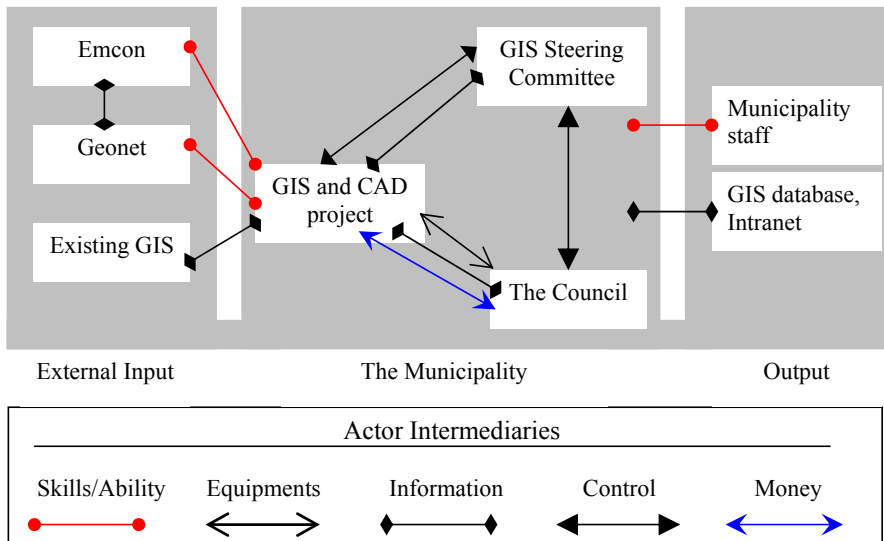 Emcon
Geonet
Existing GIS
GIS and CAD
project
GIS Steering
Committee
The Council
Municipality
staff
GIS database,
Intranet
External Input
The Municipality
Output
Actor Intermediaries
Skills/Ability
Equipments
Information
Control
Money